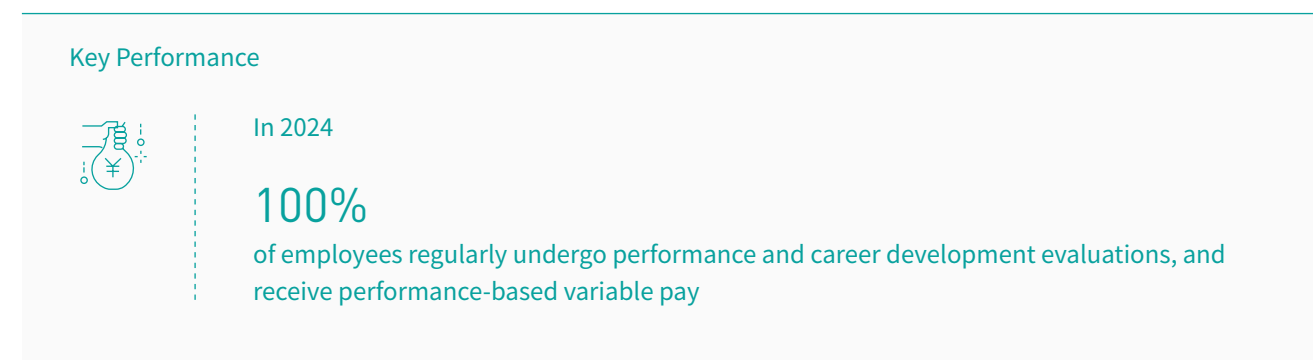 Key Performance
¥
In 2024
100%
of employees regularly undergo performance and career development evaluations, and
receive performance-based variable pay